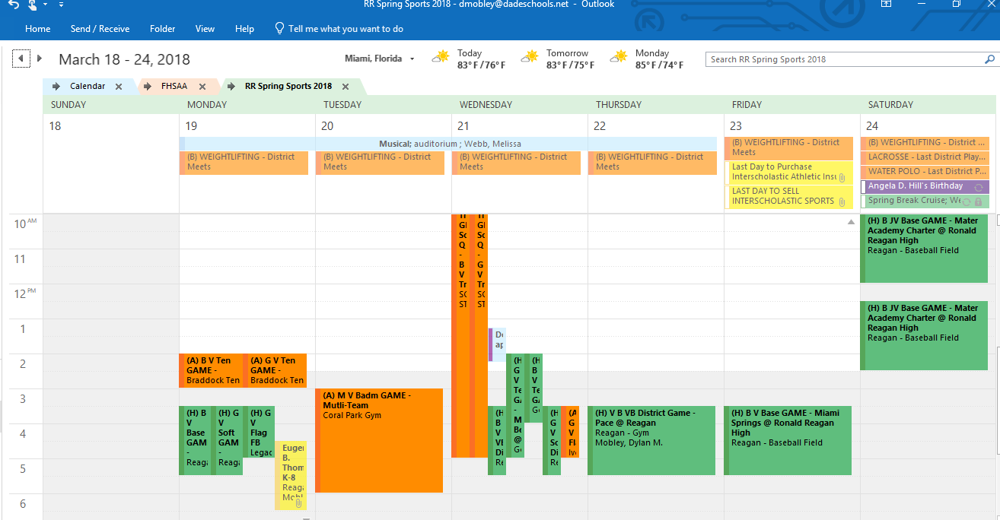 RR Spring Sports 2018 - dmobley@dadeschools.net - Outlook
Home Send / Receive Folder View Help Tell me what you want to do
March 18 - 24, 2018
Miami, Florida
Today
83° F / 76° F
Tomorrow
83° F / 75° F
Monday
85° F / 74° F
Search RR Spring Sports 2018
Calendar FHSAA RR Spring Sports 2018
SUNDAY MONDAY TUESDAY WEDNESDAY THURSDAY FRIDAY SATURDAY
18 19 20 21 22 23 24
Musical; auditorium ; Webb, Melissa
(B) WEIGHTLIFTING - District
Meets
(B) WEIGHTLIFTING - District
Meets
(B) WEIGHTLIFTING - District
Meets
(B) WEIGHTLIFTING - District
Meets
(B) WEIGHTLIFTING - District
Meets
Last Day to Purchase
Interscholastic Athletic Insu
LAST DAY TO SELL
INTERSCHOLASTIC SPORTS
(B) WEIGHTLIFTING - District ...
LACROSSE - Last District Play...
WATER POLO - Last District P...
Angela D. Hill's Birthday
Spring Break Cruise; We
10 AM
11
12 PM
1
2
3
4
5
6
(A) B V Ten
GAME -
Braddock Ten
(A) G V Ten
GAME -
Braddock Ten
(H) B
V
Base
GAM
-
Reaga
(H) G
V
Soft
GAM
-
Reaga
(H) G
V
Flag
FB
Legac
Euger
B.
Thom
K-8
Reaga
Mobl
(A) M V Badm GAME -
Mutli-Team
Coral Park Gym
Gl
Sc
Q
-
B
V
Tr
SC
ST
Gl
Sc
Q
-
G
V
Tr
SC
ST
De
ap
(H
G
V
Te
GA
-
Me
Be
@
Gc
(H
B
V
Te
GA
-
Gc
(H
B
V
VB
Di
Re
(H
G
V
Sc
Di
Re
(A
G
V
Fl
Iv
(H) V B VB District Game -
Pace @ Reagan
Reagan - Gym
Mobley, Dylan M.
(H) B V Base GAME - Miami
Springs @ Ronald Reagan
High
Reagan - Baseball Field
(H) B JV Base GAME - Mater
Academy Charter @ Ronald
Reagan High
Reagan - Baseball Field
(H) B JV Base GAME - Mater
Academy Charter @ Ronald
Reagan High
Reagan - Baseball Field